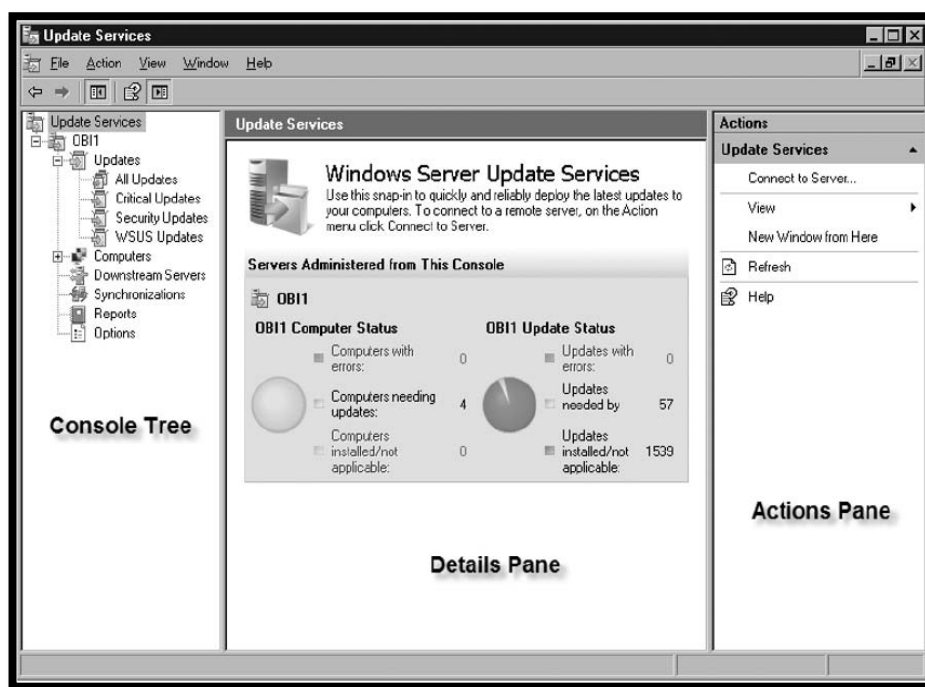 Update Services
File Action View Window Help
Update Services
OBI1
Updates
All Updates
Critical Updates
Security Updates
WSUS Updates
Computers
Downstream Servers
Synchronizations
Reports
Options
Console Tree
Update Services
Windows Server Update Services
Use this snap-in to quickly and reliably deploy the latest updates to
your computers. To connect to a remote server, on the Action
menu click Connect to Server.
Servers Administered from This Console
OBI1
OBI1 Computer Status
Computers with
errors: 0
Computers needing
updates: 4
Computers
installed/not
applicable: 0
OBI1 Update Status
Updates with
errors: 0
Updates
needed by 57
Updates
installed/not
applicable: 1539
Details Pane
Actions
Update Services
Connect to Server...
View
New Window from Here
Refresh
Help
Actions Pane